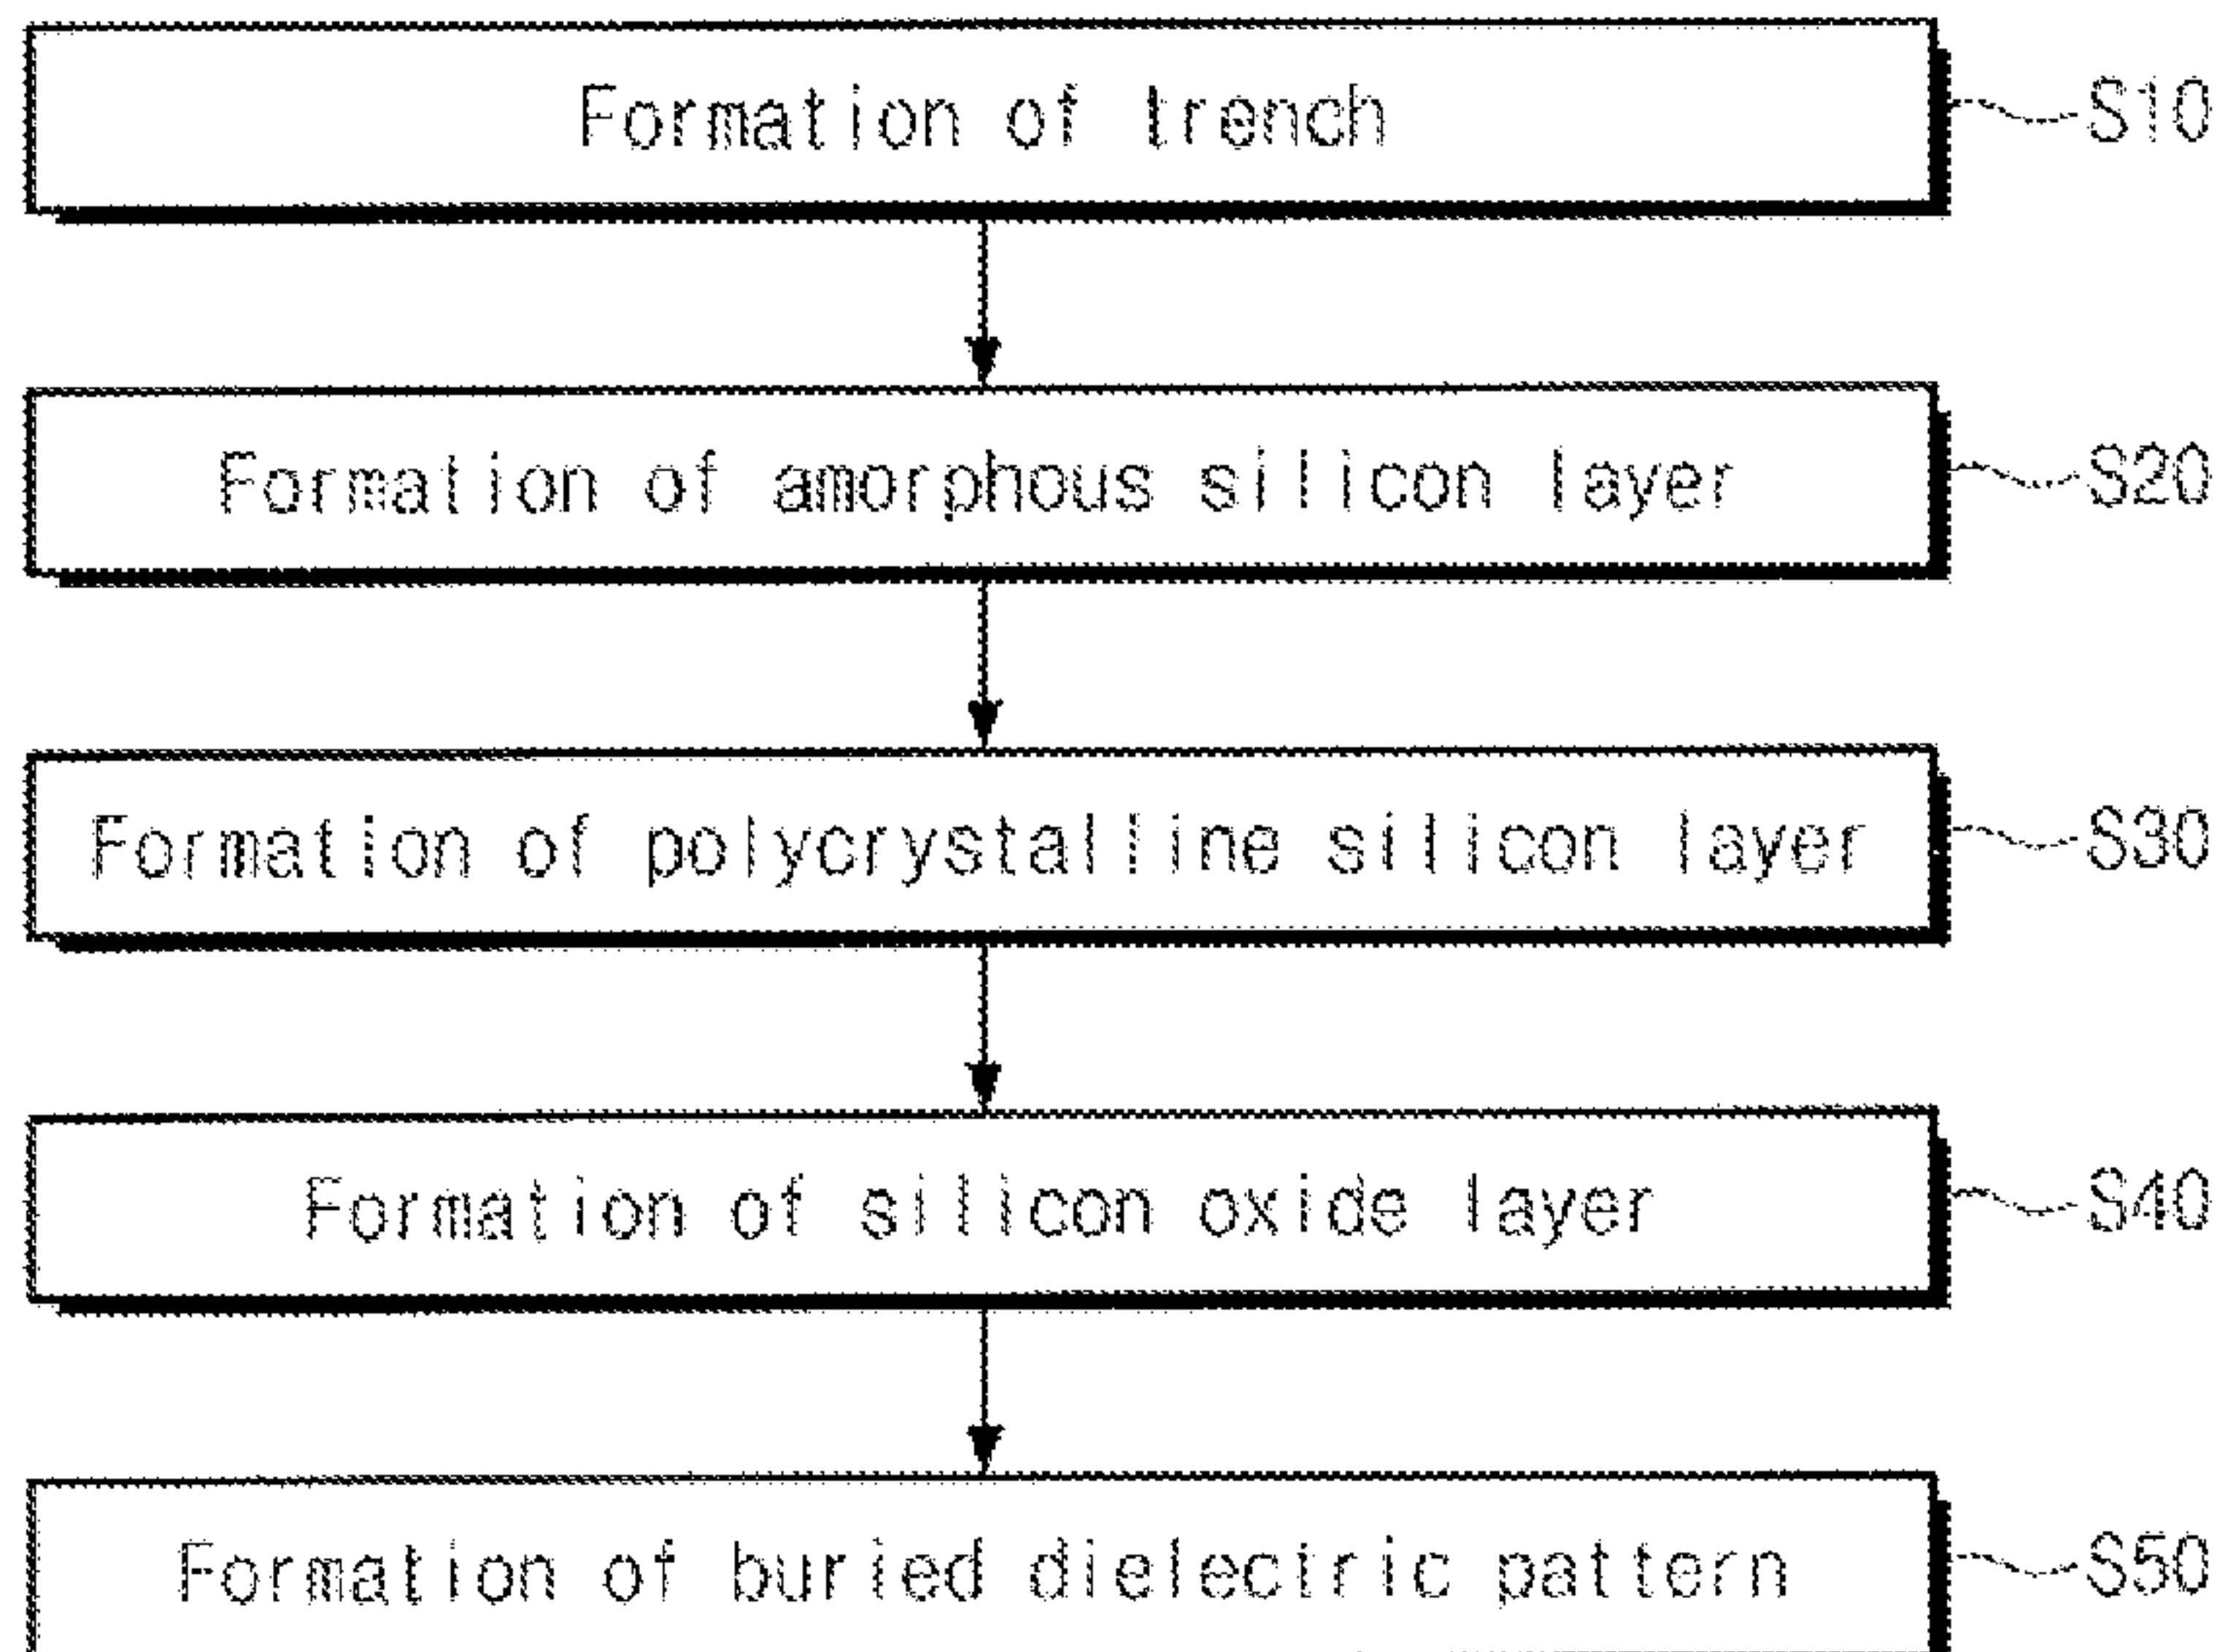 Formation of trench S10
Formation of amorphous silicon layer S20
Formation of polycrystalline silicon layer S30
Formation of silicon oxide layer S40
Formation of buried dielectric pattern S50